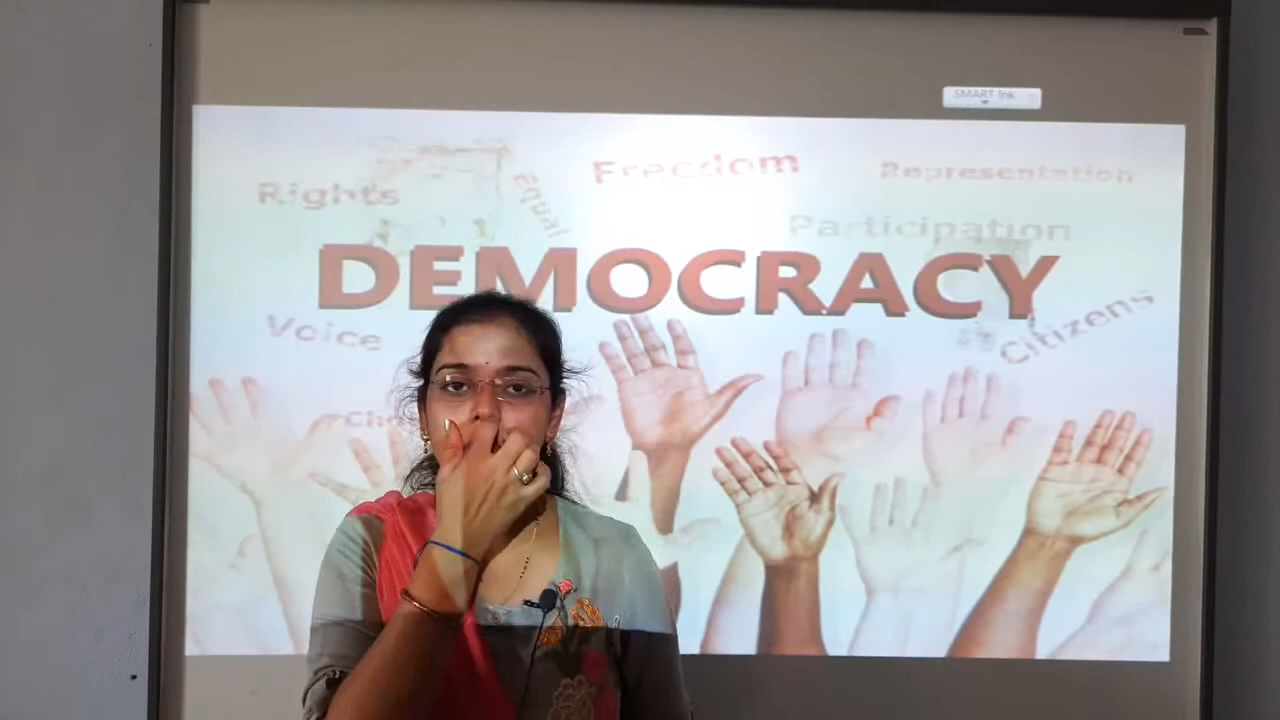 SMART Ink
Freedom
Representation
Rights
Equal
Participation
DEMOCRACY
Voice
Citizens